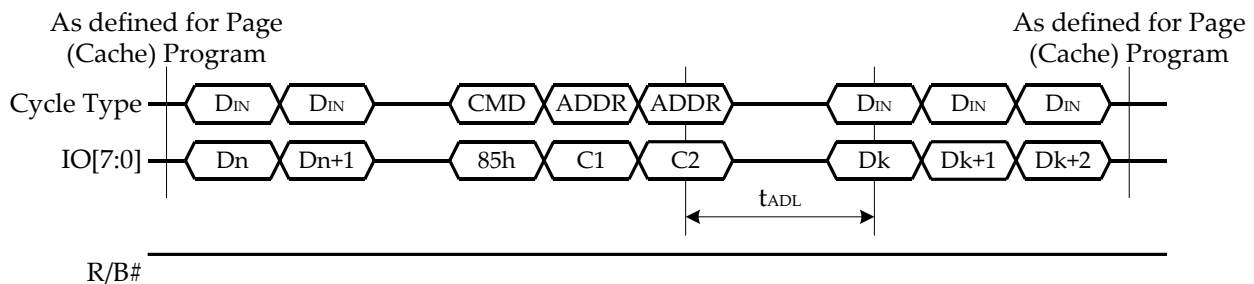 As defined for Page
(Cache) Program
As defined for Page
(Cache) Program
Cycle Type DIN DIN CMD ADDR ADDR DIN DIN DIN
IO[7:0] Dn Dn+1 85h C1 C2 Dk Dk+1 Dk+2
tADL
R/B#